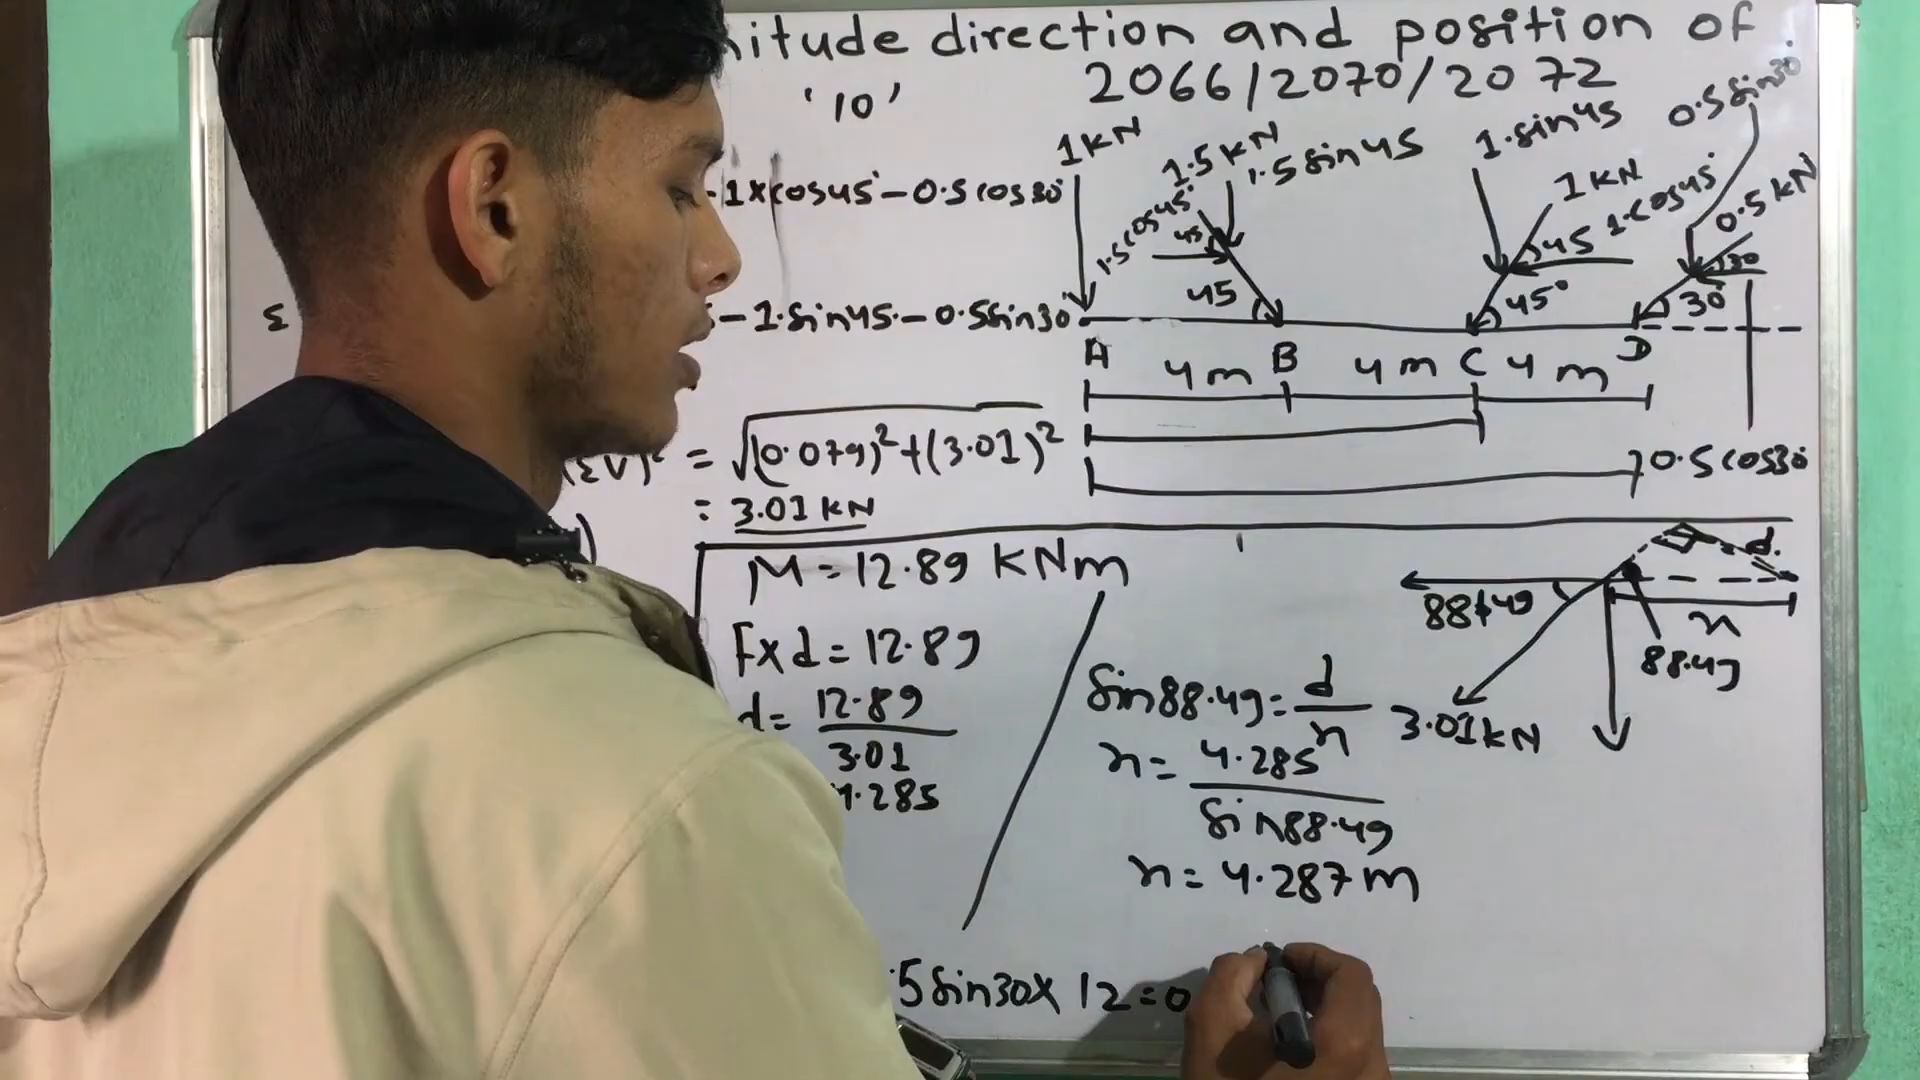 nitude direction and position of
'10' 2066/2070/2072
-1xcos45°-0.5cos30°
Σ
-1.sin45.-0.5sin30°
1KN
1.5KN
1.5sin45
1.5cos45°
45
45
1.sin45
1KN
1.cos45°
45
45°
0.5sin30°
0.5KN
30
30°
A B C D
4m 4m 4m
0.5cos30°
(ΣV)² = √(0.079)²+(3.01)²
= 3.01KN
M=12.89 KNm
Fxd=12.89
d= 12.89
3.01
4.285
Sin88.49= d
n
n= 4.285
Sin88.49
n= 4.287m
d.
n
88.49
88.49
3.01KN
.5Sin30x12=0